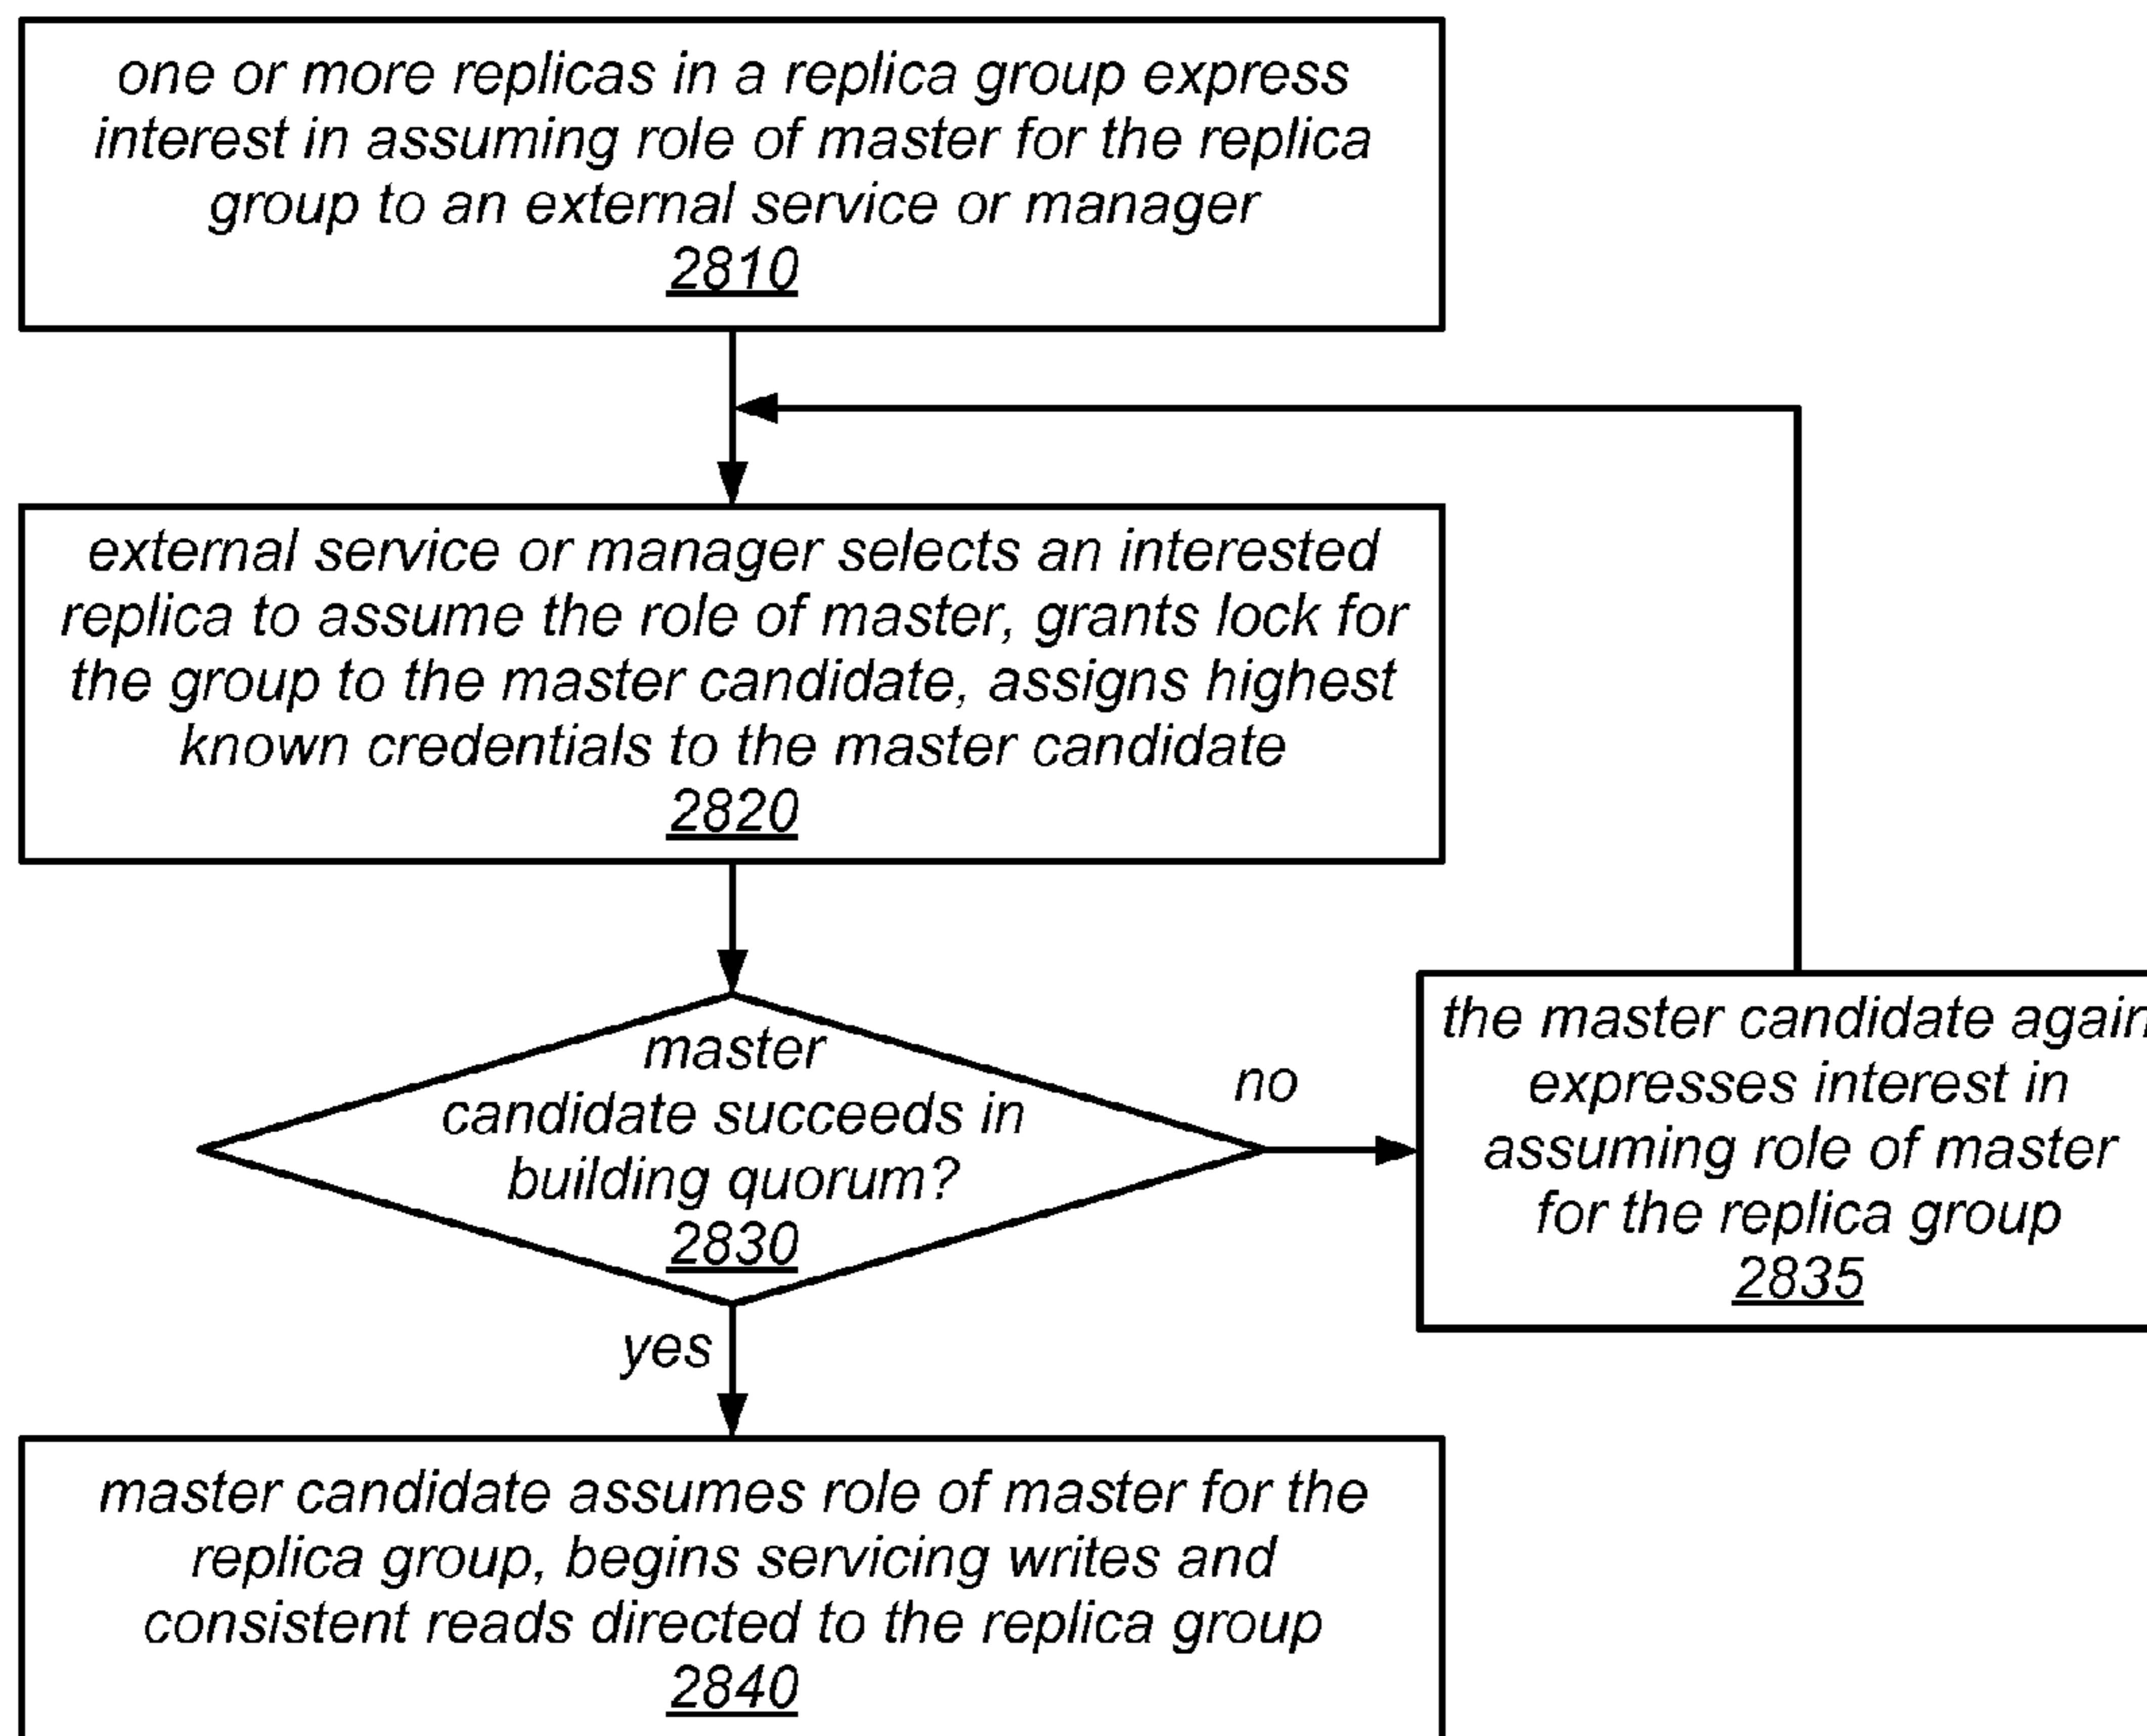 one or more replicas in a replica group express
interest in assuming role of master for the replica
group to an external service or manager
2810
external service or manager selects an interested
replica to assume the role of master, grants lock for
the group to the master candidate, assigns highest
known credentials to the master candidate
2820
master
candidate succeeds in
building quorum?
2830
no
the master candidate again
expresses interest in
assuming role of master
for the replica group
2835
yes
master candidate assumes role of master for the
replica group, begins servicing writes and
consistent reads directed to the replica group
2840